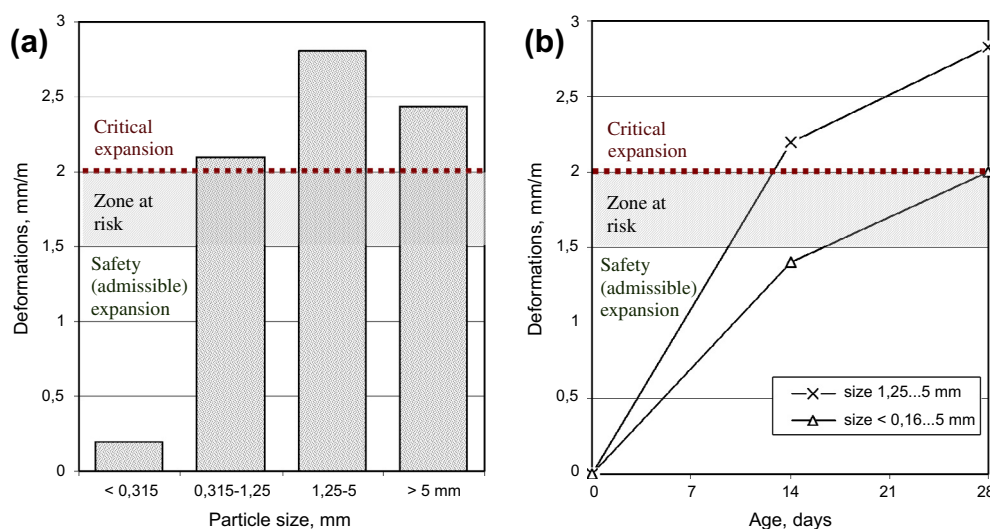 (a)
Deformations, mm/m
3
2,5
2
1,5
1
0,5
0
Critical
expansion
Zone at
risk
Safety
(admissible)
expansion
< 0,315
0,315-1,25
1,25-5
> 5 mm
Particle size, mm
(b)
Deformations, mm/m
3
2,5
2
1,5
1
0,5
0
Critical
expansion
Zone at
risk
Safety
(admissible)
expansion
size 1,25...5 mm
size < 0,16...5 mm
0
7
14
21
28
Age, days